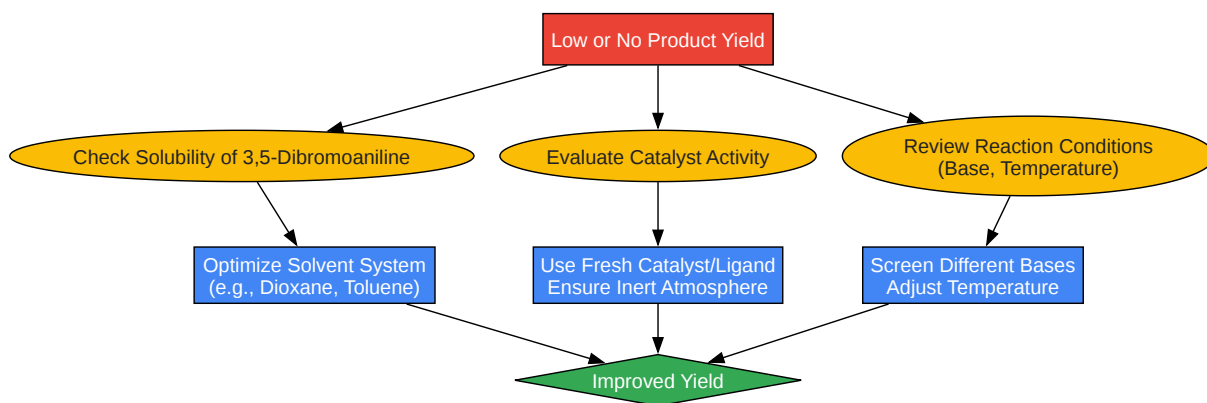 Low or No Product Yield
Check Solubility of 3,5-Dibromoaniline
Evaluate Catalyst Activity
Review Reaction Conditions
(Base, Temperature)
Optimize Solvent System
(e.g., Dioxane, Toluene)
Use Fresh Catalyst/Ligand
Ensure Inert Atmosphere
Screen Different Bases
Adjust Temperature
Improved Yield